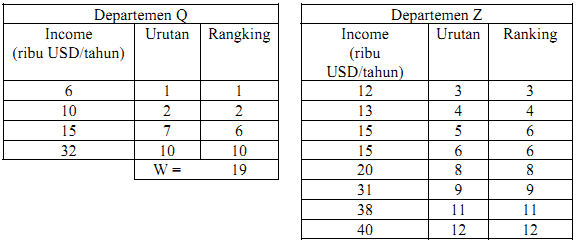 Departemen Q
Income (ribu USD/tahun) Urutan Rangking
6 1 1
10 2 2
15 7 6
32 10 10
W = 19
Departemen Z
Income (ribu USD/tahun) Urutan Ranking
12 3 3
13 4 4
15 5 6
15 6 6
20 8 8
31 9 9
38 11 11
40 12 12